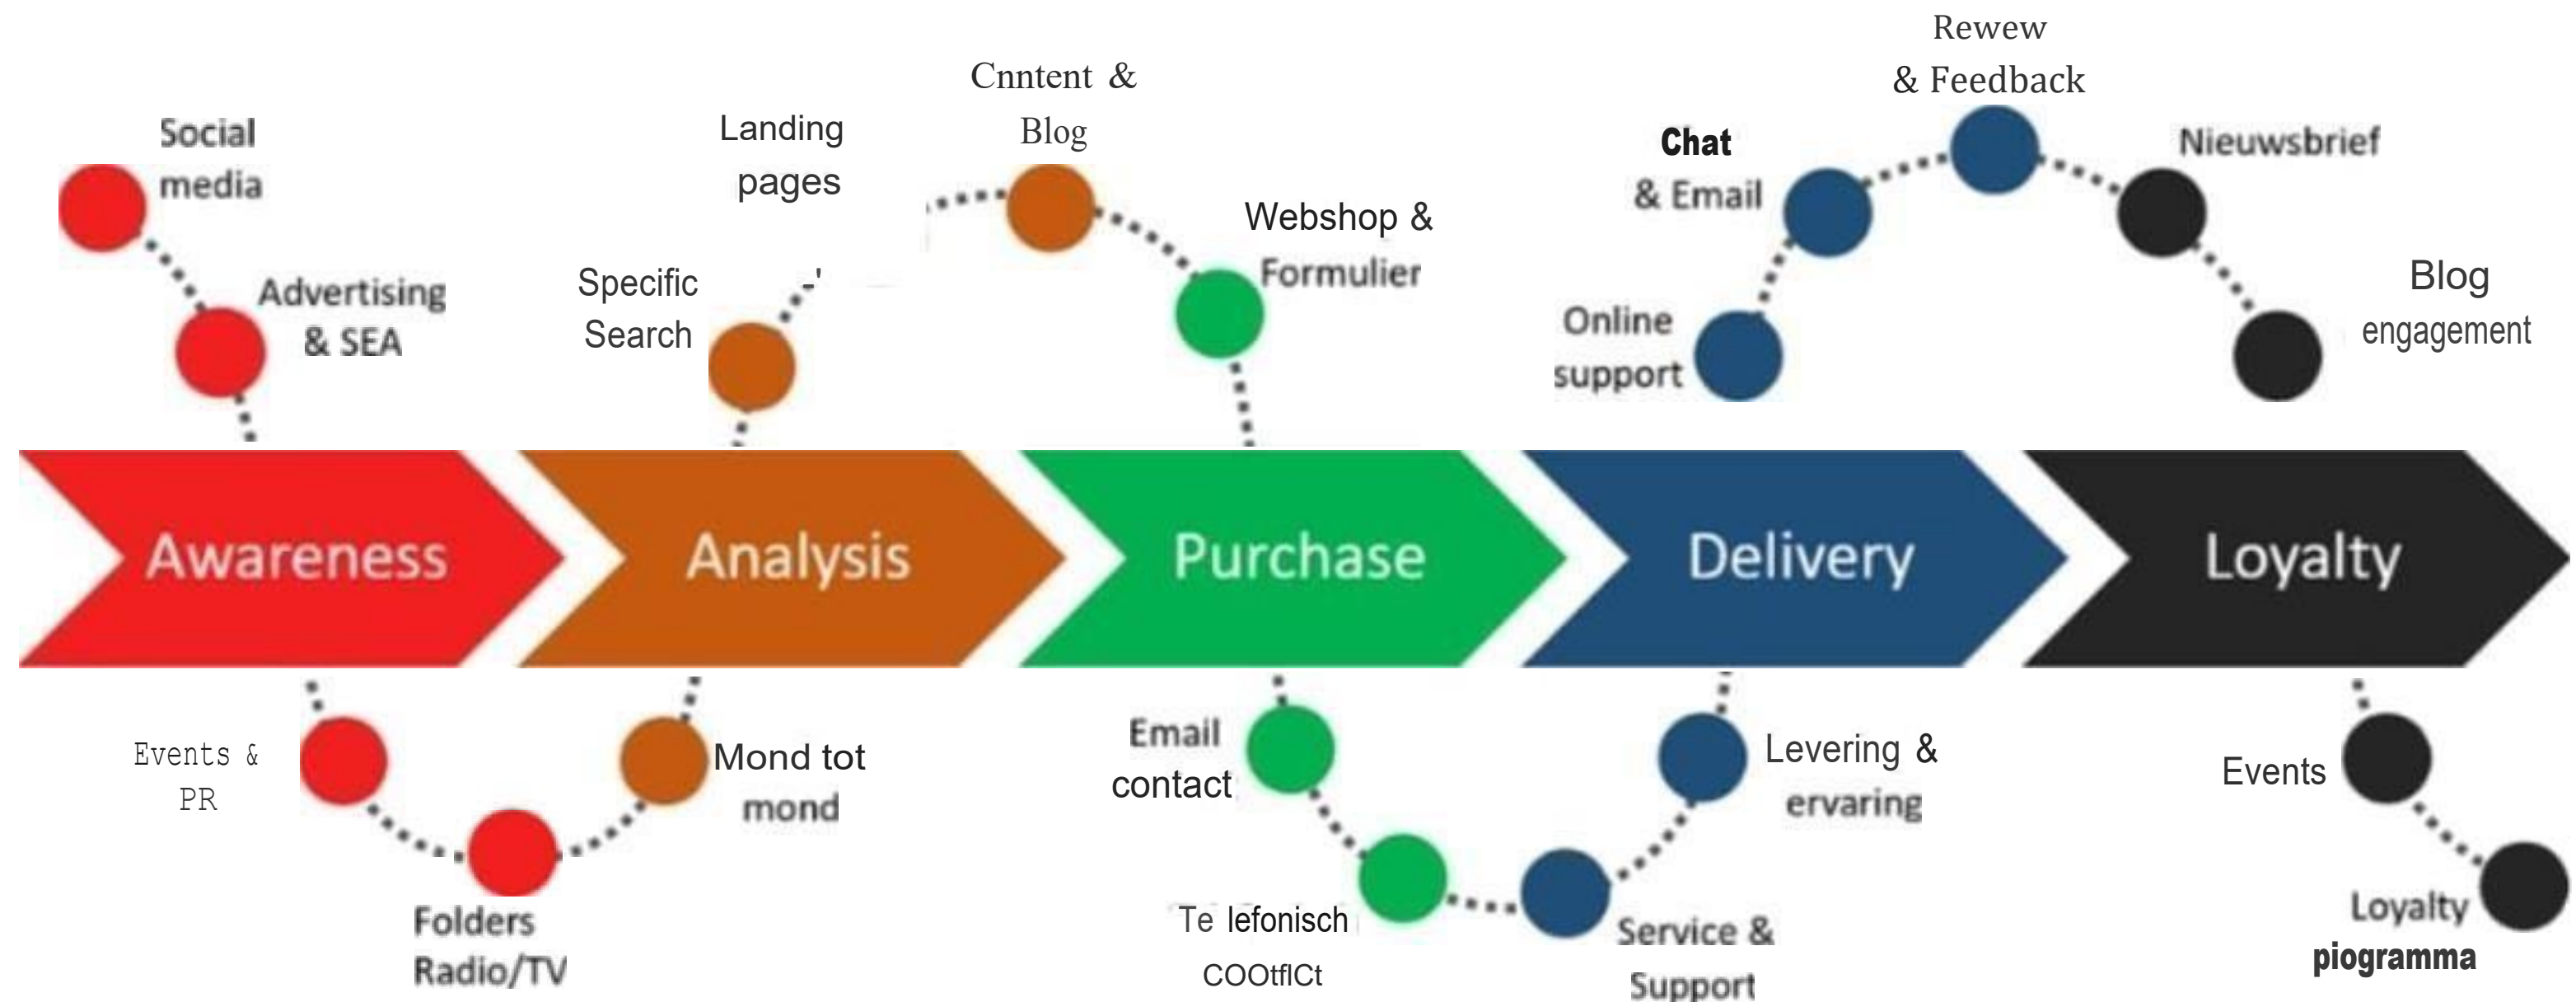 Social
media
Advertising
& SEA
Landing
pages
Specific
Search
Cnntent &
Blog
Webshop &
Formulier
Rewew
& Feedback
Chat
& Email
Online
support
Nieuwsbrief
Blog
engagement
Awareness
Analysis
Purchase
Delivery
Loyalty
Events &
PR
Folders
Radio/TV
Mond tot
mond
Email
contact
Te lefonisch
COOtflCt
Service &
Support
Levering &
ervaring
Events
Loyalty
piogramma